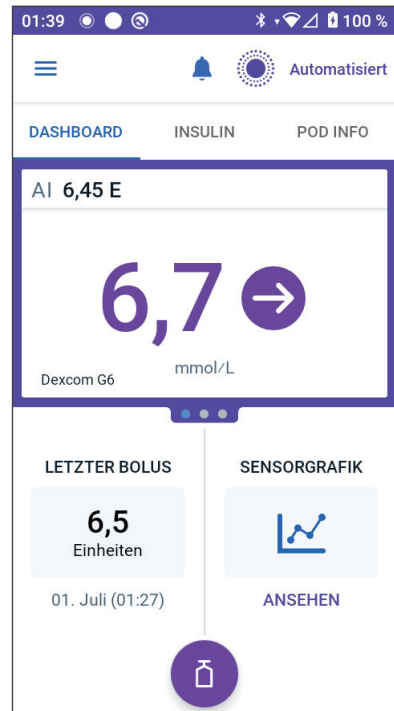 01:39 100 %
Automatisiert
DASHBOARD INSULIN POD INFO
AI 6,45 E
6,7
mmol/L
Dexcom G6
LETZTER BOLUS SENSORGRAFIK
6,5
Einheiten
01. Juli (01:27) ANSEHEN